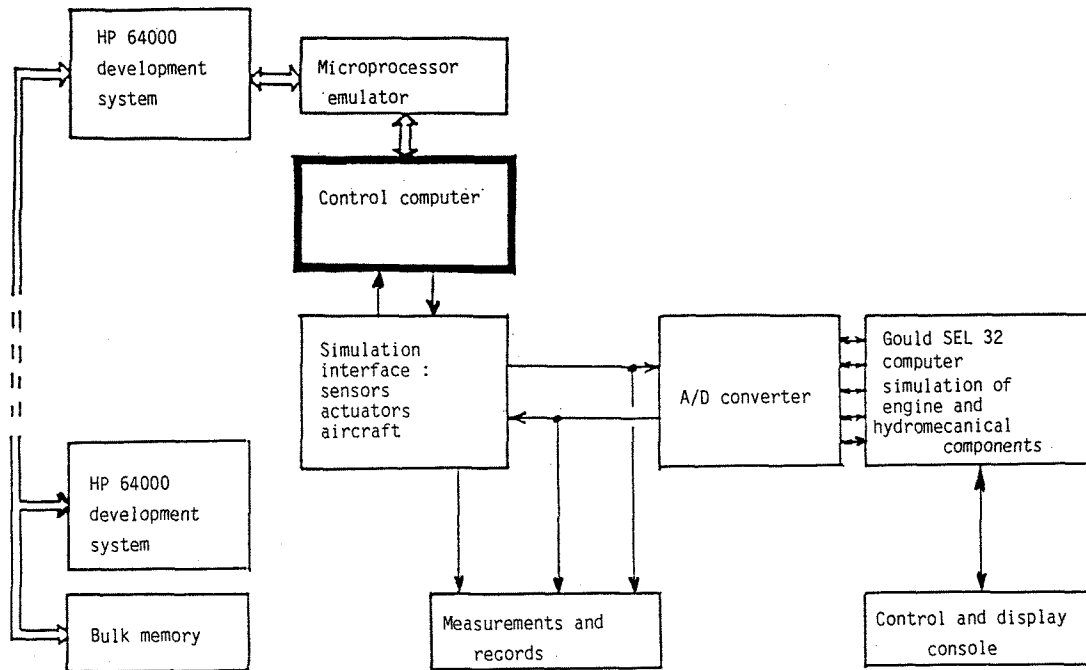 HP 64000
development
system
Microprocessor
emulator
Control computer
Simulation
interface :
sensors
actuators
aircraft
A/D converter
Gould SEL 32
computer
simulation of
engine and
hydromecanical
components
HP 64000
development
system
Bulk memory
Measurements and
records
Control and display
console